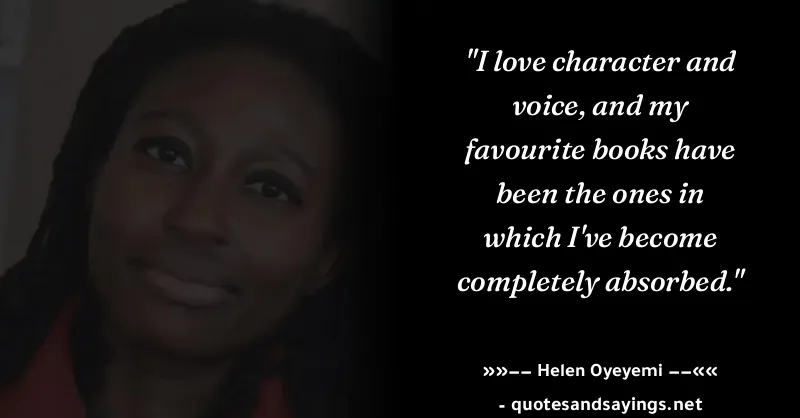 "I love character and
voice, and my
favourite books have
been the ones in
which I've become
completely absorbed."
»»–– Helen Oyeyemi ––««
- quotesandsayings.net